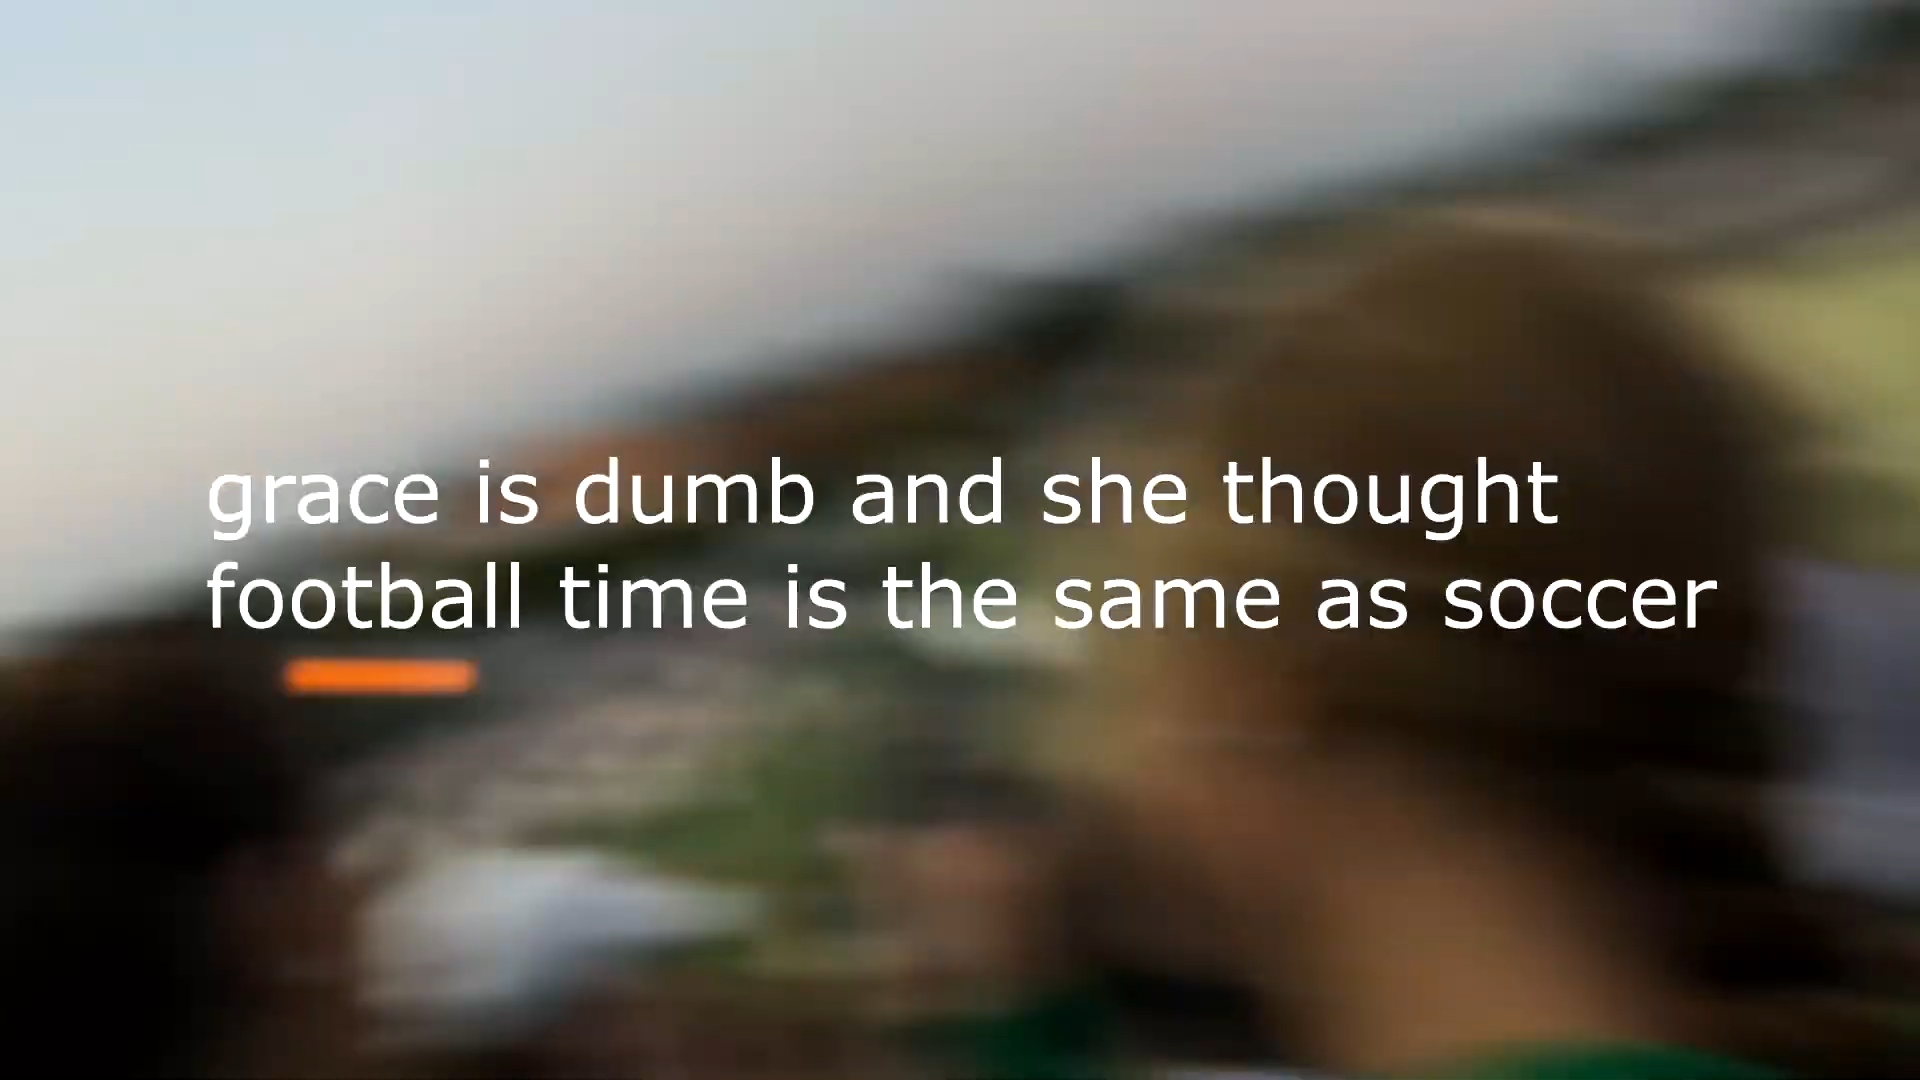 grace is dumb and she thought
football time is the same as soccer